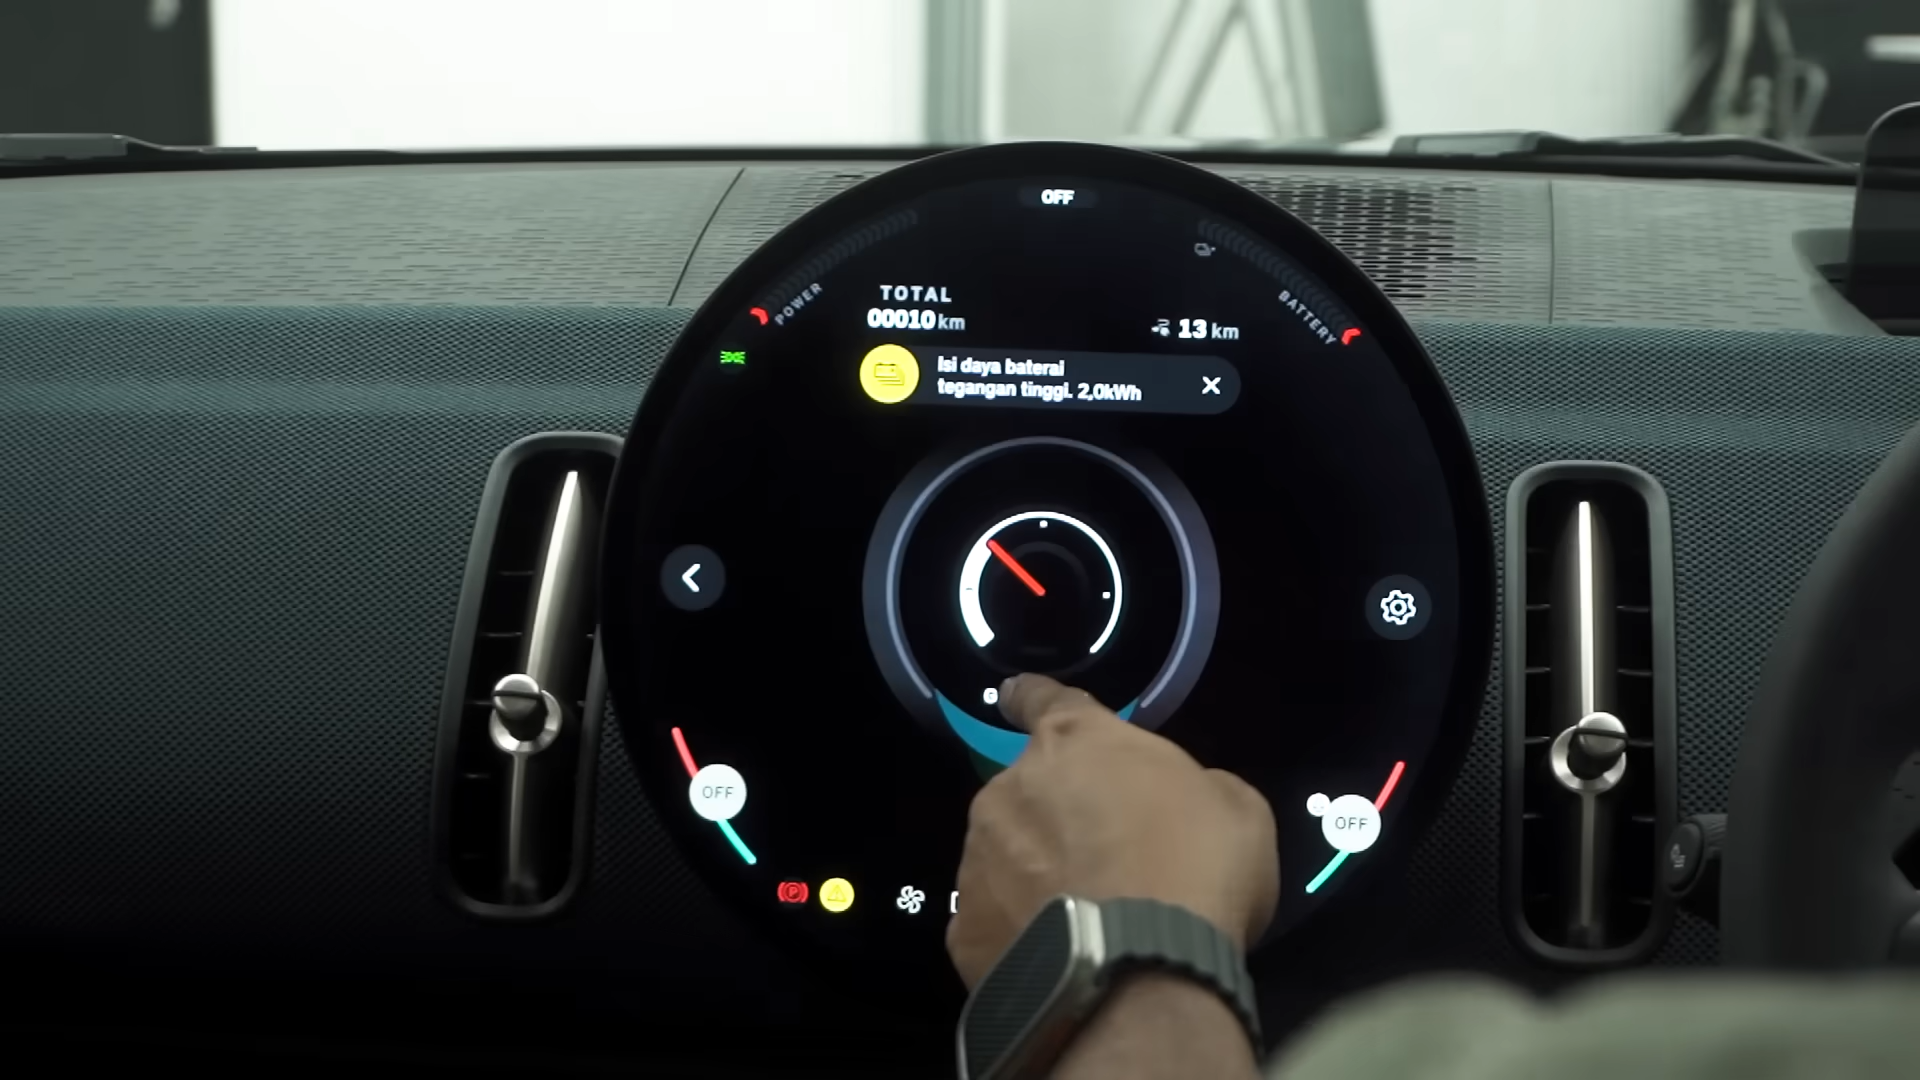 OFF
POWER
BATTERY
TOTAL
00010 km
13 km
Isi daya baterai
tegangan tinggi. 2,0kWh
G
OFF
OFF
P